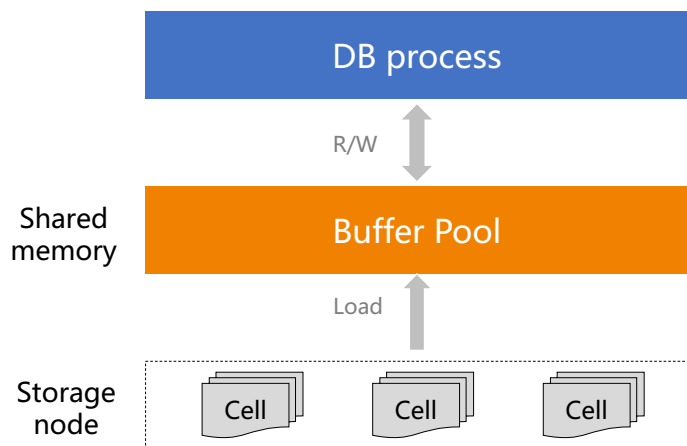 DB process
R/W
Shared
memory
Buffer Pool
Load
Storage
node
Cell
Cell
Cell